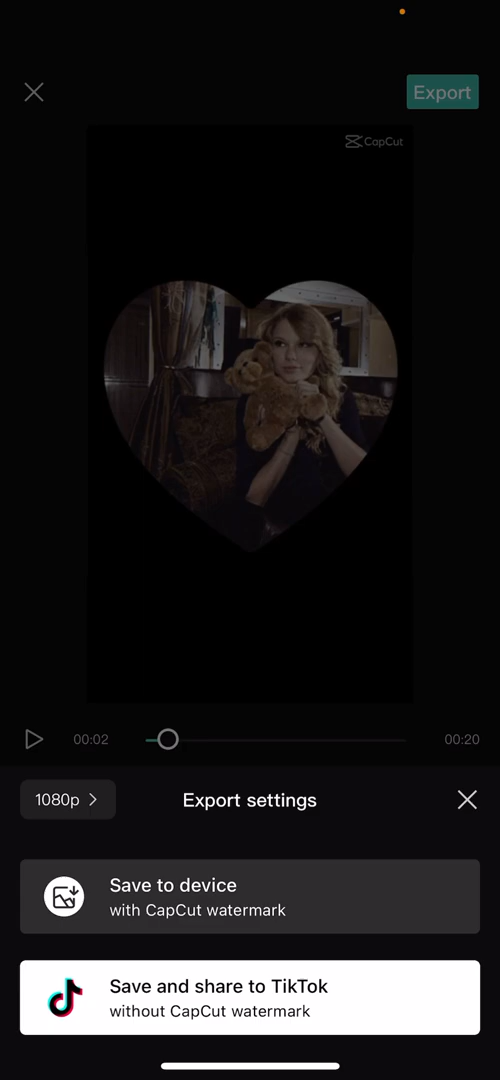 Export
CapCut
00:02
00:20
1080p
Export settings
Save to device
with CapCut watermark
Save and share to TikTok
without CapCut watermark